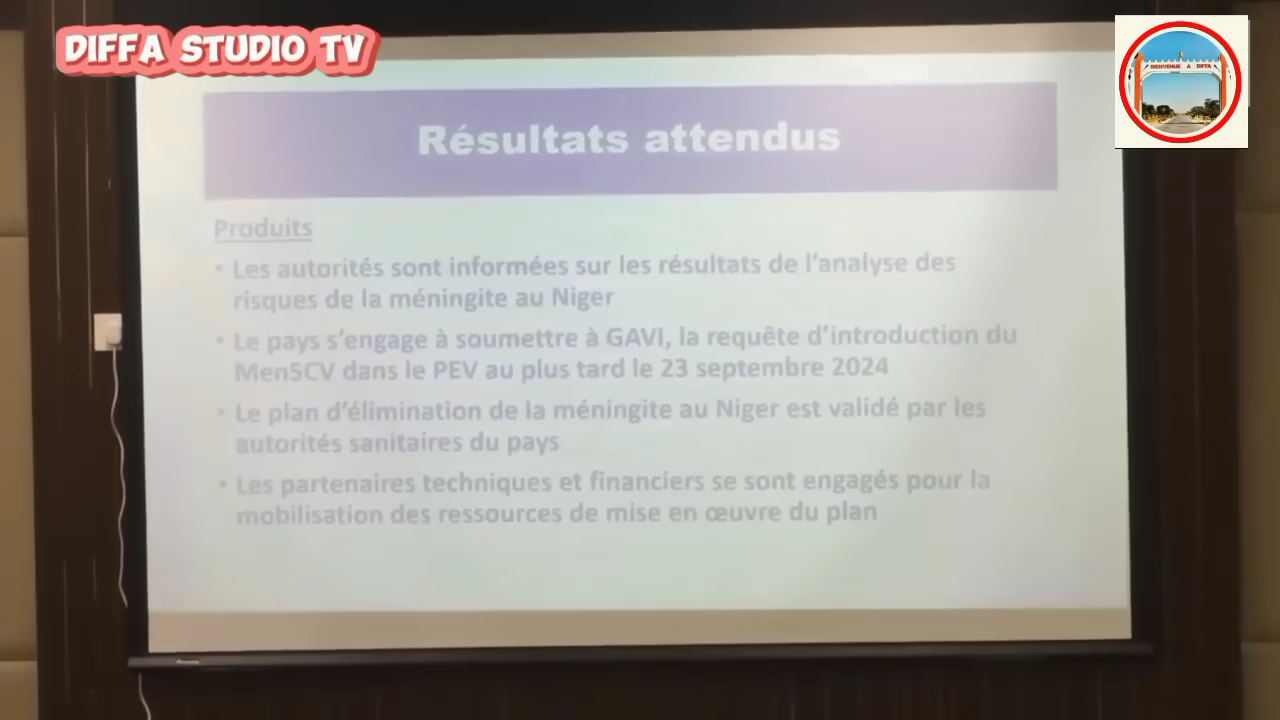 DIFFA STUDIO TV
BIENVENUE A DIFFA
Résultats attendus
Produits
▪ Les autorités sont informées sur les résultats de l'analyse des
risques de la méningite au Niger
▪ Le pays s'engage à soumettre à GAVI, la requête d'introduction du
Men5CV dans le PEV au plus tard le 23 septembre 2024
▪ Le plan d'élimination de la méningite au Niger est validé par les
autorités sanitaires du pays
▪ Les partenaires techniques et financiers se sont engagés pour la
mobilisation des ressources de mise en œuvre du plan